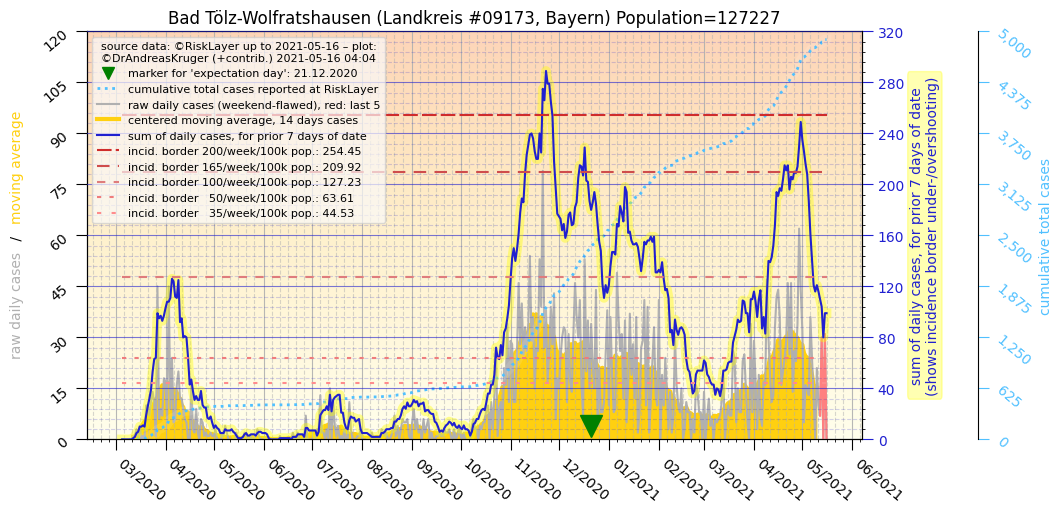 Bad Tölz-Wolfratshausen (Landkreis #09173, Bayern) Population=127227
source data: ©RiskLayer up to 2021-05-16 – plot:
©DrAndreasKruger (+contrib.) 2021-05-16 04:04
marker for 'expectation day': 21.12.2020
cumulative total cases reported at RiskLayer
raw daily cases (weekend-flawed), red: last 5
centered moving average, 14 days cases
sum of daily cases, for prior 7 days of date
incid. border 200/week/100k pop.: 254.45
incid. border 165/week/100k pop.: 209.92
incid. border 100/week/100k pop.: 127.23
incid. border   50/week/100k pop.: 63.61
incid. border   35/week/100k pop.: 44.53
raw daily cases / moving average
120
105
90
75
60
45
30
15
0
03/2020
04/2020
05/2020
06/2020
07/2020
08/2020
09/2020
10/2020
11/2020
12/2020
01/2021
02/2021
03/2021
04/2021
05/2021
06/2021
320
280
240
200
160
120
80
40
0
sum of daily cases, for prior 7 days of date
(shows incidence border under-/overshooting)
5,000
4,375
3,750
3,125
2,500
1,875
1,250
625
0
cumulative total cases